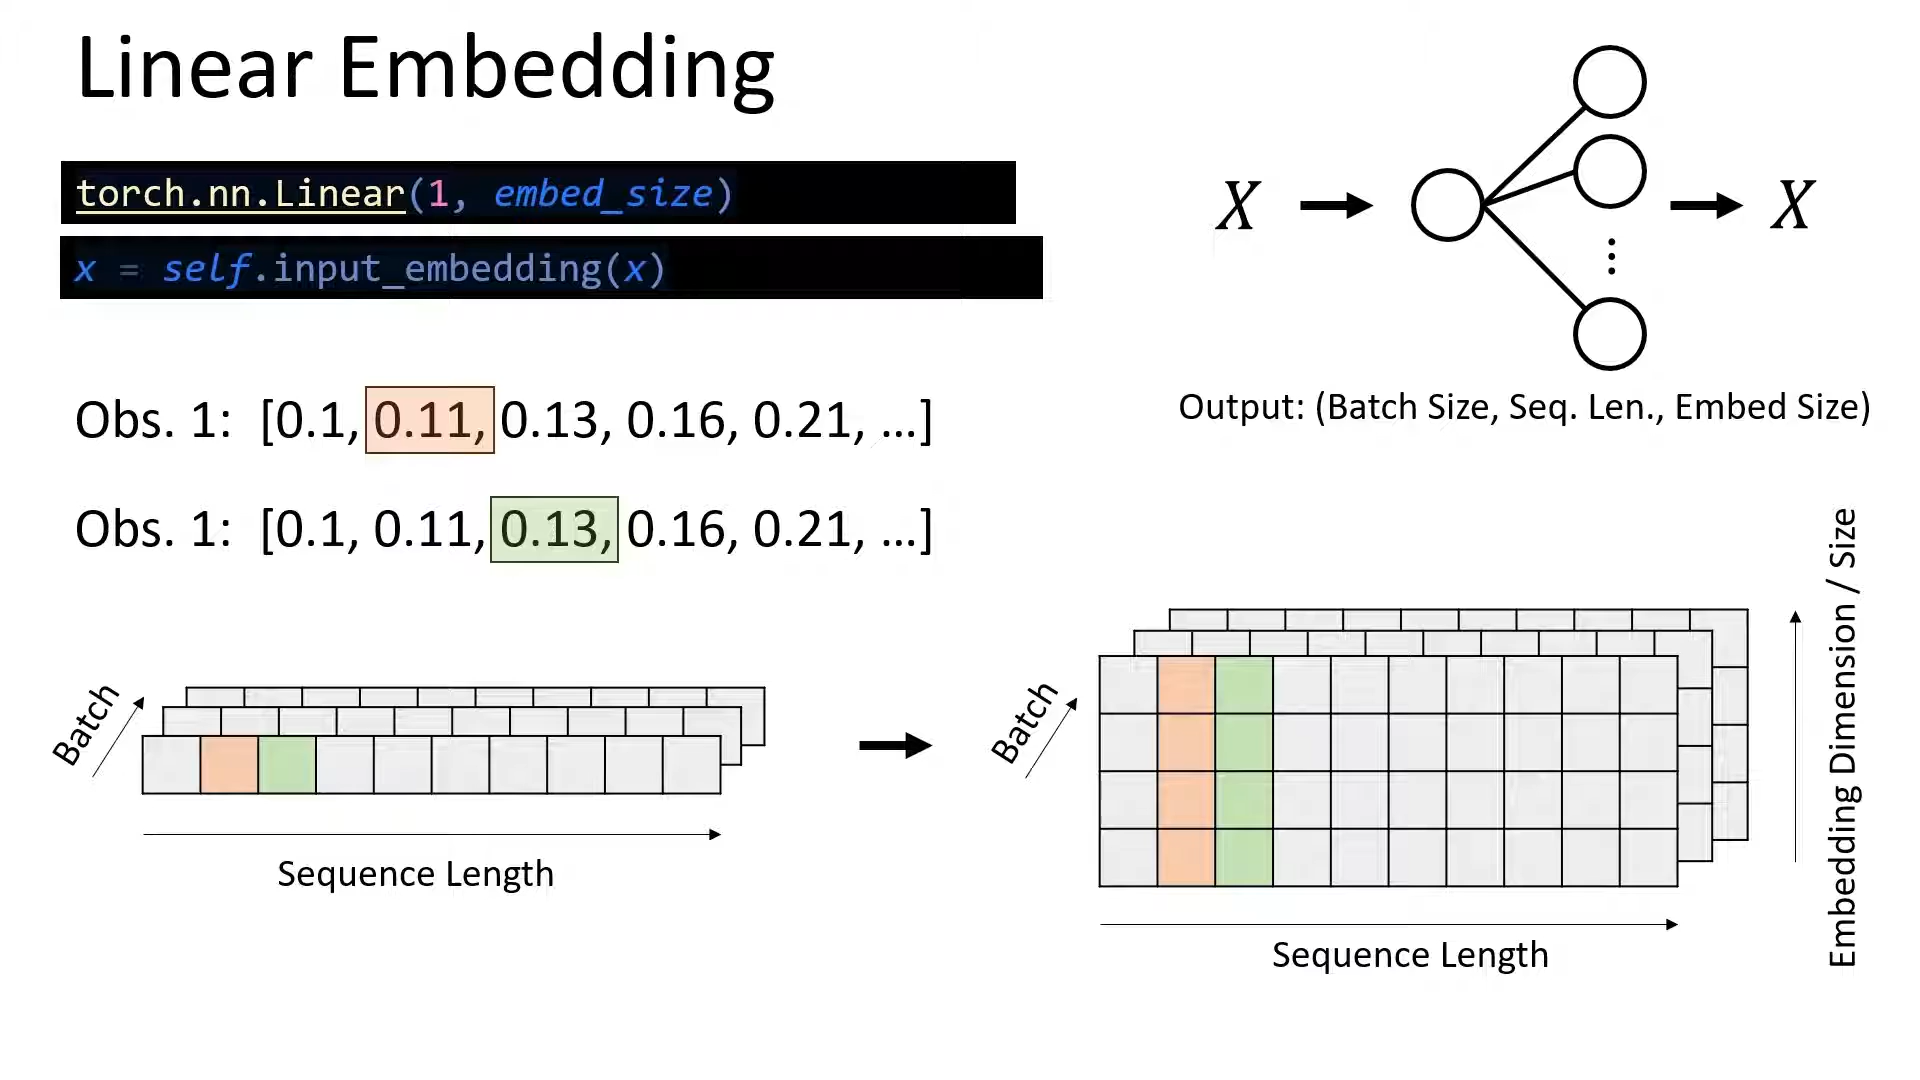 Linear Embedding
torch.nn.Linear(1, embed_size)
x = self.input_embedding(x)
X
X
Output: (Batch Size, Seq. Len., Embed Size)
Obs. 1: [0.1, 0.11, 0.13, 0.16, 0.21, ...]
Obs. 1: [0.1, 0.11, 0.13, 0.16, 0.21, ...]
Batch
Sequence Length
Batch
Sequence Length
Embedding Dimension / Size